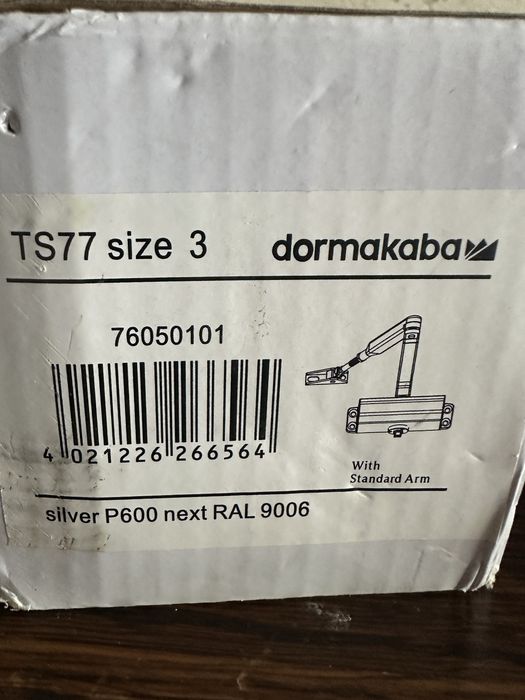 TS77 size 3 dormakaba
76050101
4 021226 266564
With
Standard Arm
silver P600 next RAL 9006